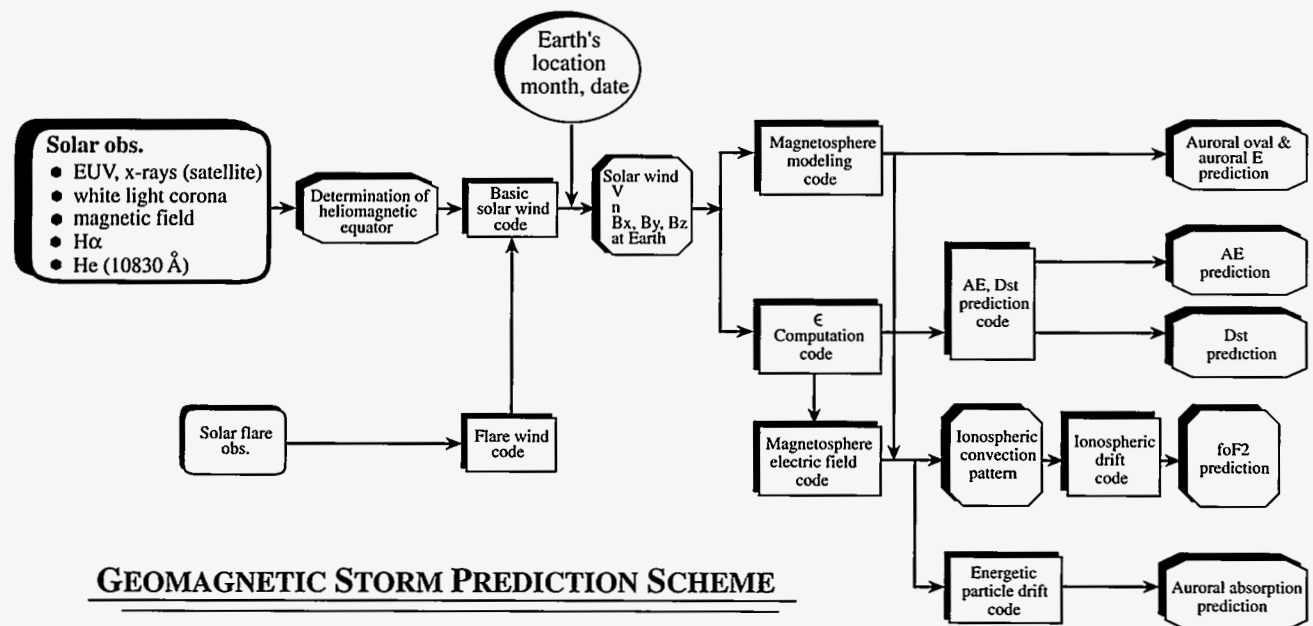 Earth's
location
month, date
Solar obs.
EUV, x-rays (satellite)
white light corona
magnetic field
Hα
He (10830 Å)
Determination of
heliomagnetic
equator
Basic
solar wind
code
Solar wind
V
n
Bx, By, Bz
at Earth
Magnetosphere
modeling
code
Auroral oval &
auroral E
prediction
ϵ
Computation
code
AE, Dst
prediction
code
AE
prediction
Dst
prediction
Solar flare
obs.
Flare wind
code
Magnetosphere
electric field
code
Ionospheric
convection
pattern
Ionospheric
drift
code
foF2
prediction
Energetic
particle drift
code
Auroral absorption
prediction
GEOMAGNETIC STORM PREDICTION SCHEME